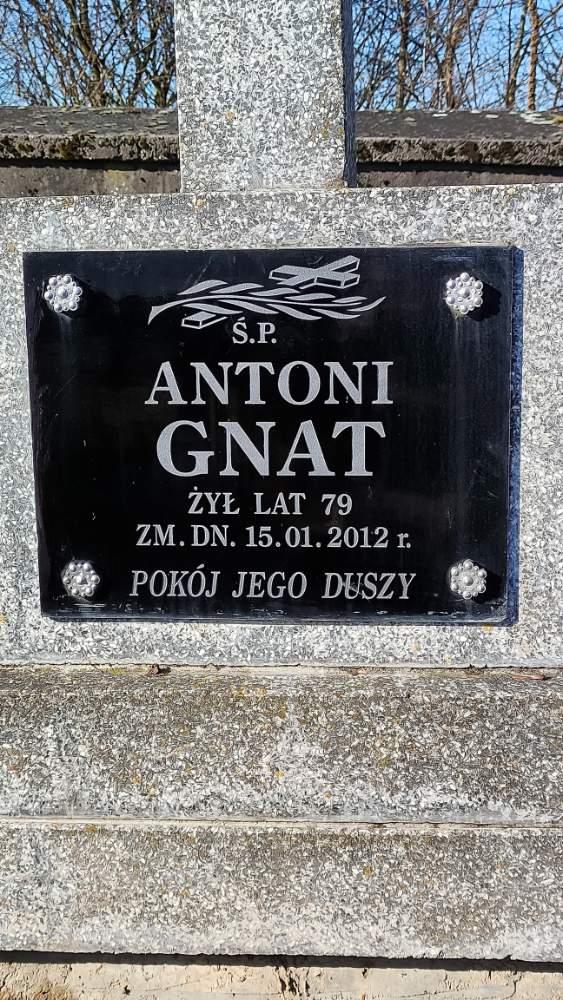 Ś.P.
ANTONI
GNAT
ŻYŁ LAT 79
ZM. DN. 15.01.2012 r.
POKÓJ JEGO DUSZY